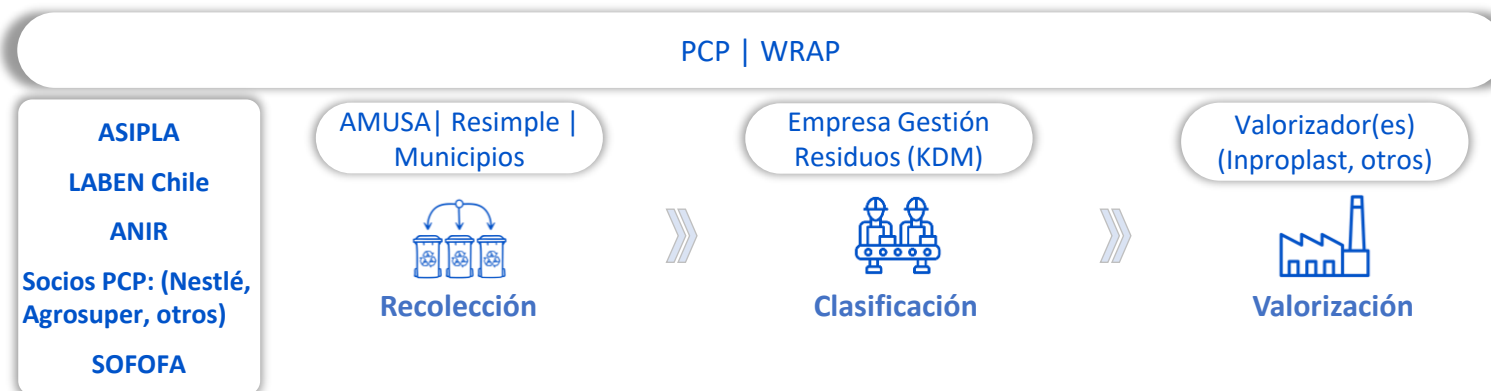 PCP | WRAP
ASIPLA
LABEN Chile
ANIR
Socios PCP: (Nestlé,
Agrosuper, otros)
SOFOFA
AMUSA| Resimple |
Municipios
Recolección
Empresa Gestión
Residuos (KDM)
Clasificación
Valorizador(es)
(Inproplast, otros)
Valorización